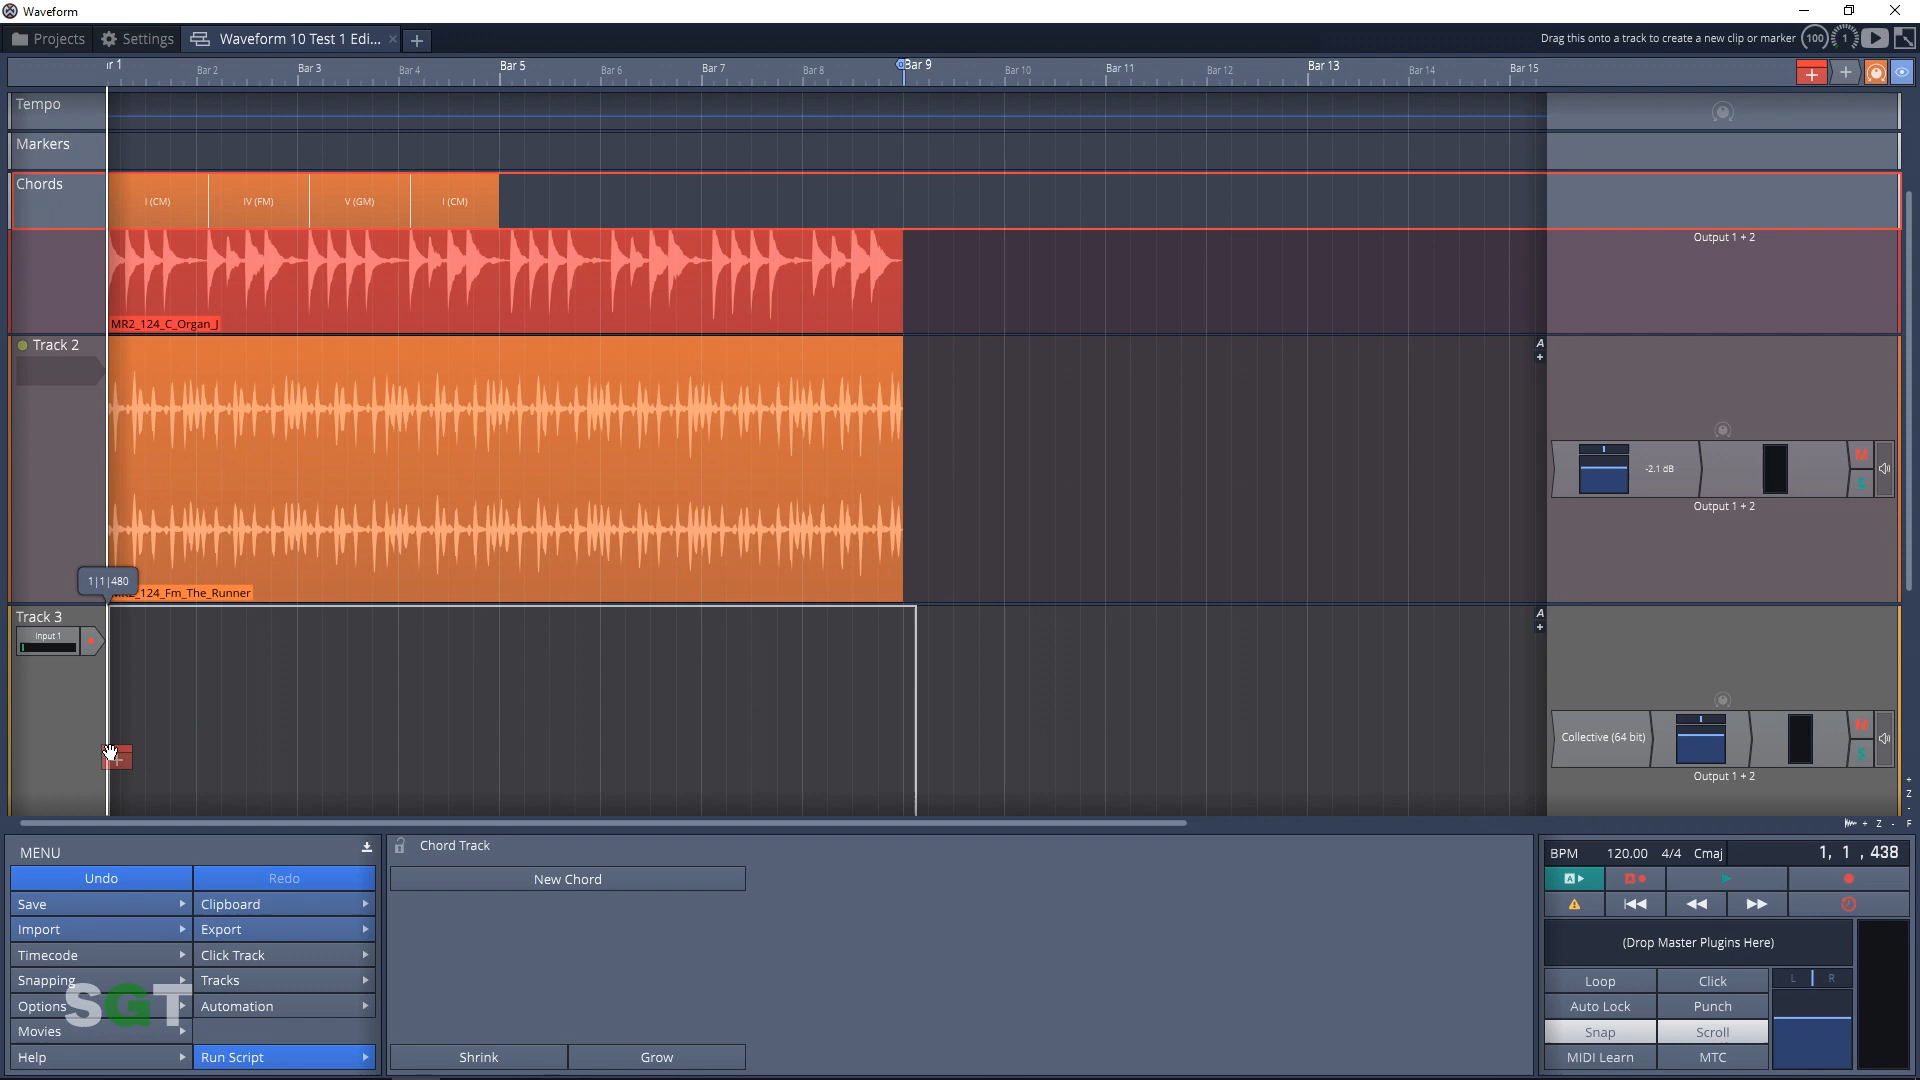 Waveform
Projects
Settings
Waveform 10 Test 1 Edi...
Drag this onto a track to create a new clip or marker
100
1
ır 1
Bar 2
Bar 3
Bar 4
Bar 5
Bar 6
Bar 7
Bar 8
Bar 9
Bar 10
Bar 11
Bar 12
Bar 13
Bar 14
Bar 15
Tempo
Markers
Chords
I (CM)
IV (FM)
V (GM)
I (CM)
Output 1 + 2
MR2_124_C_Organ_J
Track 2
A
-2.1 dB
M
S
Output 1 + 2
1|1|480
_124_Fm_The_Runner
Track 3
Input 1
A
Collective (64 bit)
M
S
Output 1 + 2
Z
+ Z - F
MENU
Undo
Redo
Save
Clipboard
Import
Export
Timecode
Click Track
Snapping
Tracks
Options
Automation
Movies
Help
Run Script
SGT
Chord Track
New Chord
Shrink
Grow
BPM 120.00 4/4 Cmaj
1, 1 , 438
A
A
(Drop Master Plugins Here)
Loop
Click
L
R
Auto Lock
Punch
Snap
Scroll
MIDI Learn
MTC